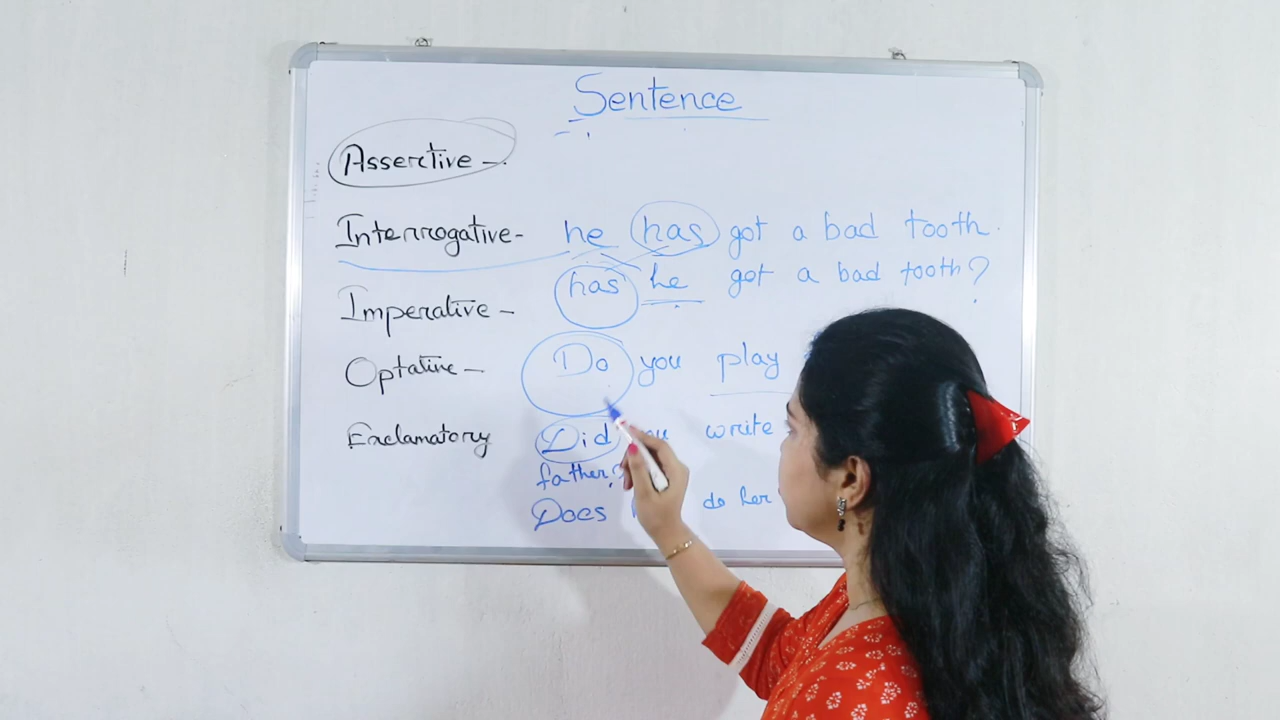 Sentence
Assertive -
Interrogative- he has got a bad tooth.
has he got a bad tooth?
Imperative -
Optative - Do you play
Exclamatory Did you write
father?
Does do her